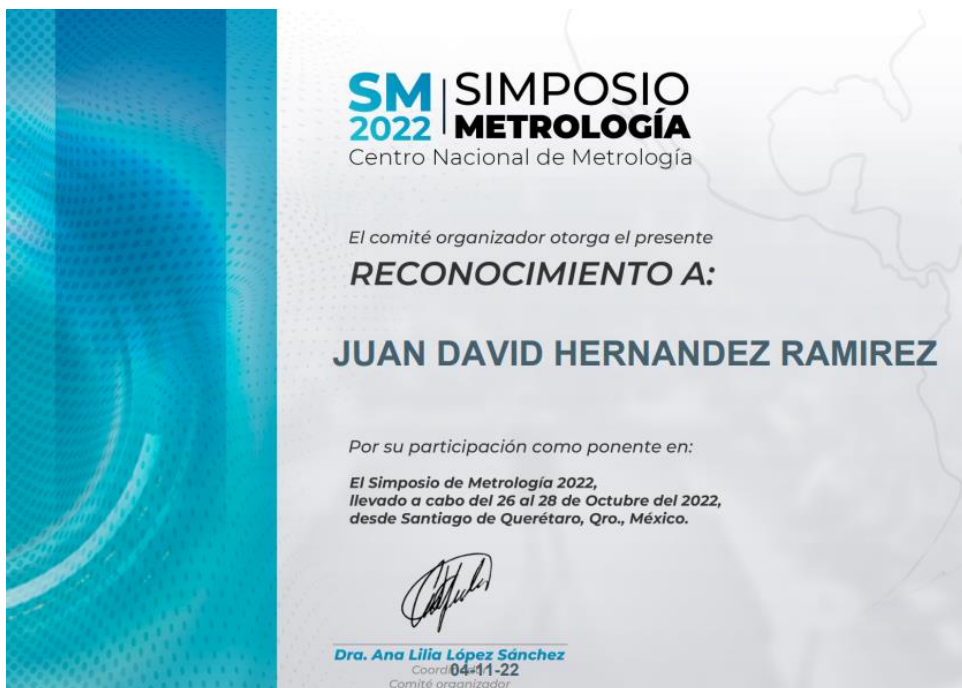 SM SIMPOSIO
2022 METROLOGÍA
Centro Nacional de Metrología
El comité organizador otorga el presente
RECONOCIMIENTO A:
JUAN DAVID HERNANDEZ RAMIREZ
Por su participación como ponente en:
El Simposio de Metrología 2022,
llevado a cabo del 26 al 28 de Octubre del 2022,
desde Santiago de Querétaro, Qro., México.
Dra. Ana Lilia López Sánchez
04-11-22
Comité organizador